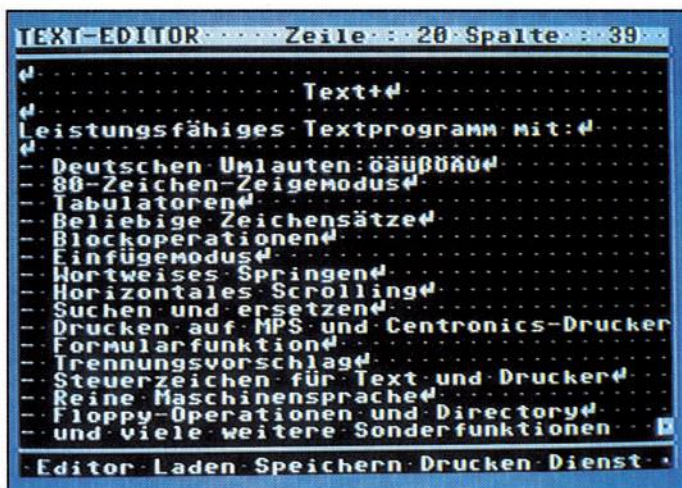 TEXT-EDITOR Zeile : 20 Spalte : 39
Text+↵
Leistungsfähiges Textprogramm mit:↵
- Deutschen Umlauten:öäüßÖÄÜ↵
- 80-Zeichen-Zeigemodus↵
- Tabulatoren↵
- Beliebige Zeichensätze↵
- Blockoperationen↵
- Einfügemodus↵
- Wortweises Springen↵
- Horizontales Scrolling↵
- Suchen und ersetzen↵
- Drucken auf MPS und Centronics-Drucker
- Formularfunktion↵
- Trennungsvorschlag↵
- Steuerzeichen für Text und Drucker↵
- Reine Maschinensprache↵
- Floppy-Operationen und Directory↵
- und viele weitere Sonderfunktionen
Editor Laden Speichern Drucken Dienst